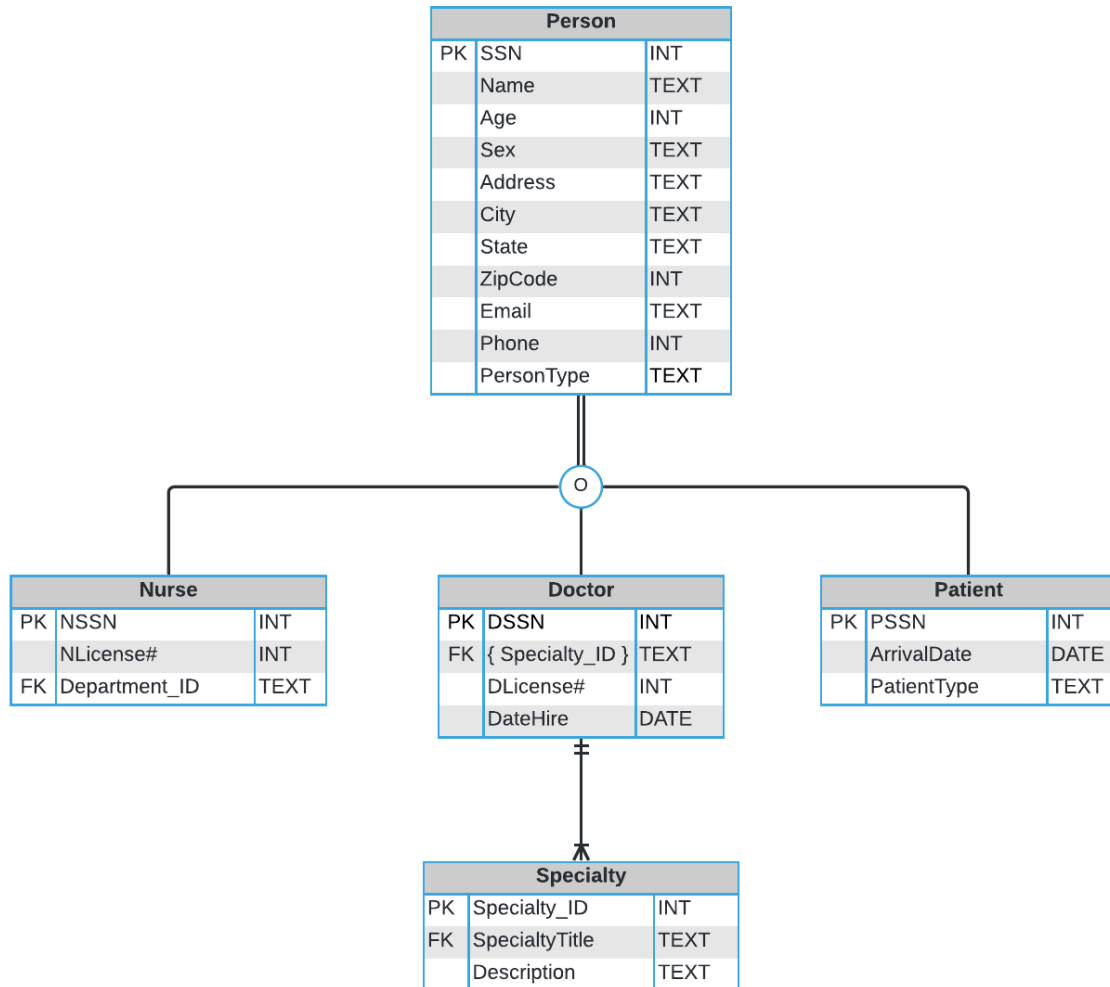 Person
PK SSN INT
Name TEXT
Age INT
Sex TEXT
Address TEXT
City TEXT
State TEXT
ZipCode INT
Email TEXT
Phone INT
PersonType TEXT
O
Nurse
PK NSSN INT
NLicense# INT
FK Department_ID TEXT
Doctor
PK DSSN INT
FK { Specialty_ID } TEXT
DLicense# INT
DateHire DATE
Patient
PK PSSN INT
ArrivalDate DATE
PatientType TEXT
Specialty
PK Specialty_ID INT
FK SpecialtyTitle TEXT
Description TEXT